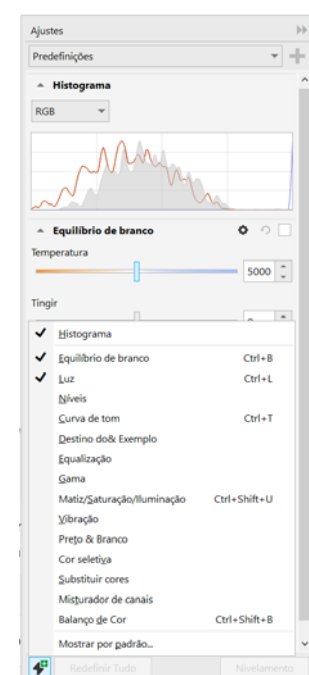 Ajustes
Predefinições
Histograma
RGB
Equilíbrio de branco
Temperatura
5000
Tingir
Histograma
Equilíbrio de branco Ctrl+B
Luz Ctrl+L
Níveis
Curva de tom Ctrl+T
Destino do& Exemplo
Equalização
Gama
Matiz/Saturação/Iluminação Ctrl+Shift+U
Vibração
Preto & Branco
Cor seletiva
Substituir cores
Misturador de canais
Balanço de Cor Ctrl+Shift+B
Mostrar por padrão...
Redefinir Tudo Nivelamento